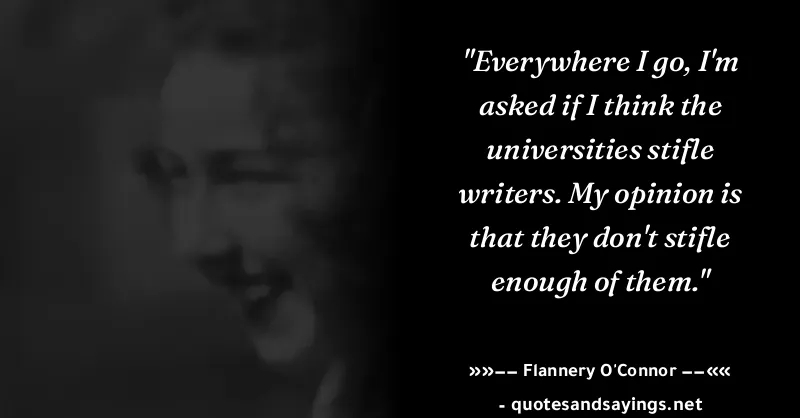 "Everywhere I go, I'm
asked if I think the
universities stifle
writers. My opinion is
that they don't stifle
enough of them."
»»−− Flannery O'Connor −−««
- quotesandsayings.net